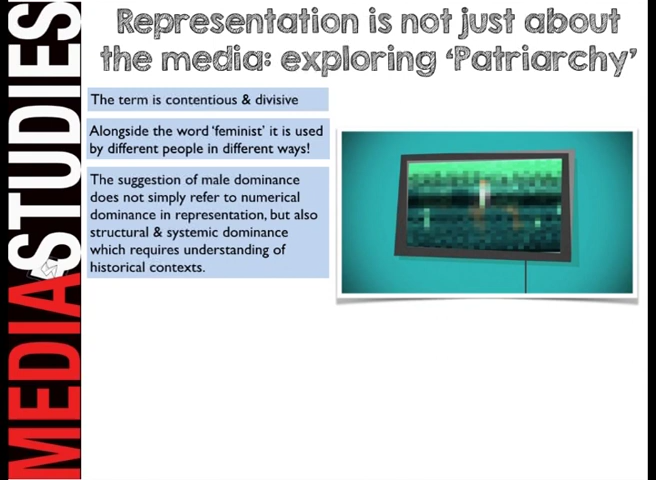 Representation is not just about
the media: exploring 'Patriarchy'
MEDIASTUDIES
The term is contentious & divisive
Alongside the word 'feminist' it is used
by different people in different ways!
The suggestion of male dominance
does not simply refer to numerical
dominance in representation, but also
structural & systemic dominance
which requires understanding of
historical contexts.